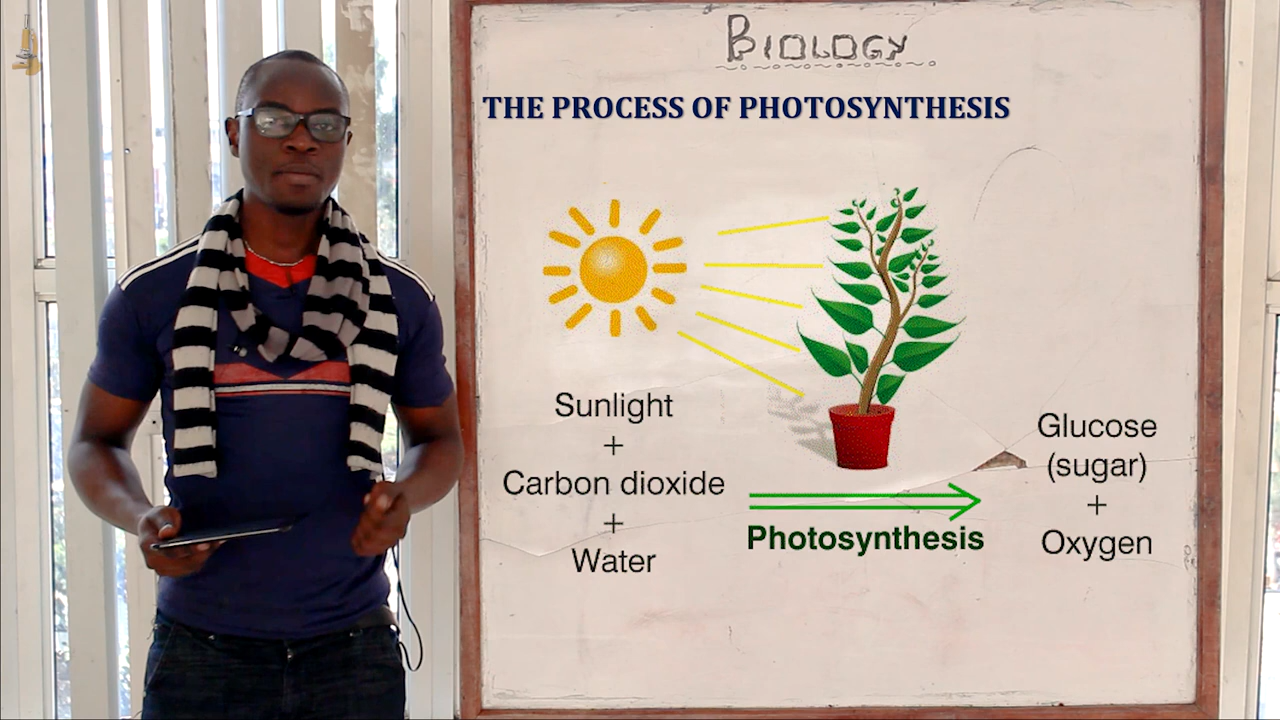 BIOLOGY
THE PROCESS OF PHOTOSYNTHESIS
Sunlight
+
Carbon dioxide
+
Water
Photosynthesis
Glucose
(sugar)
+
Oxygen